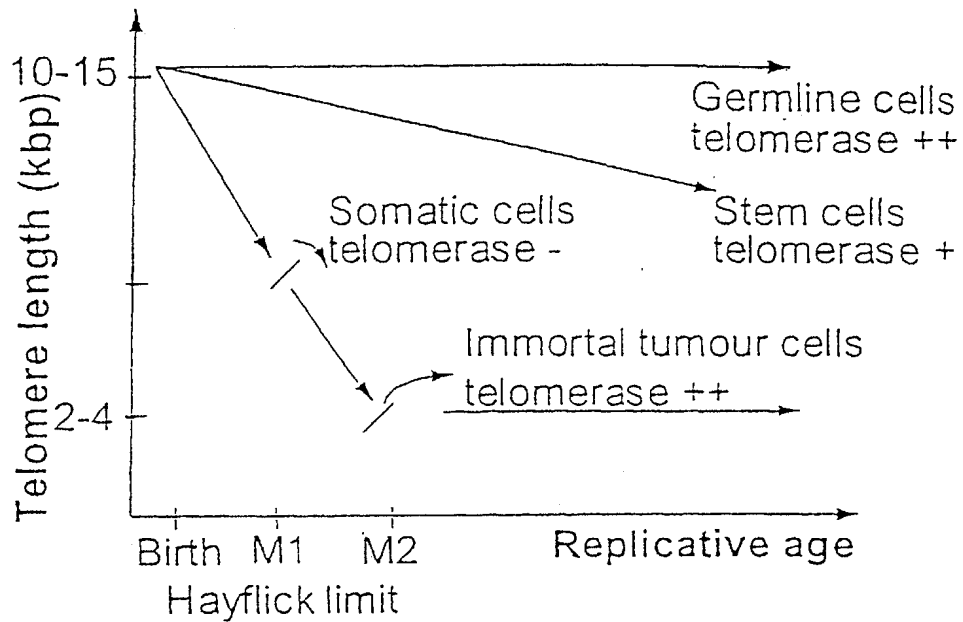 Telomere length (kbp)
10-15
2-4
Germline cells
telomerase ++
Stem cells
telomerase +
Somatic cells
telomerase -
Immortal tumour cells
telomerase ++
Birth M1 M2 Replicative age
Hayflick limit